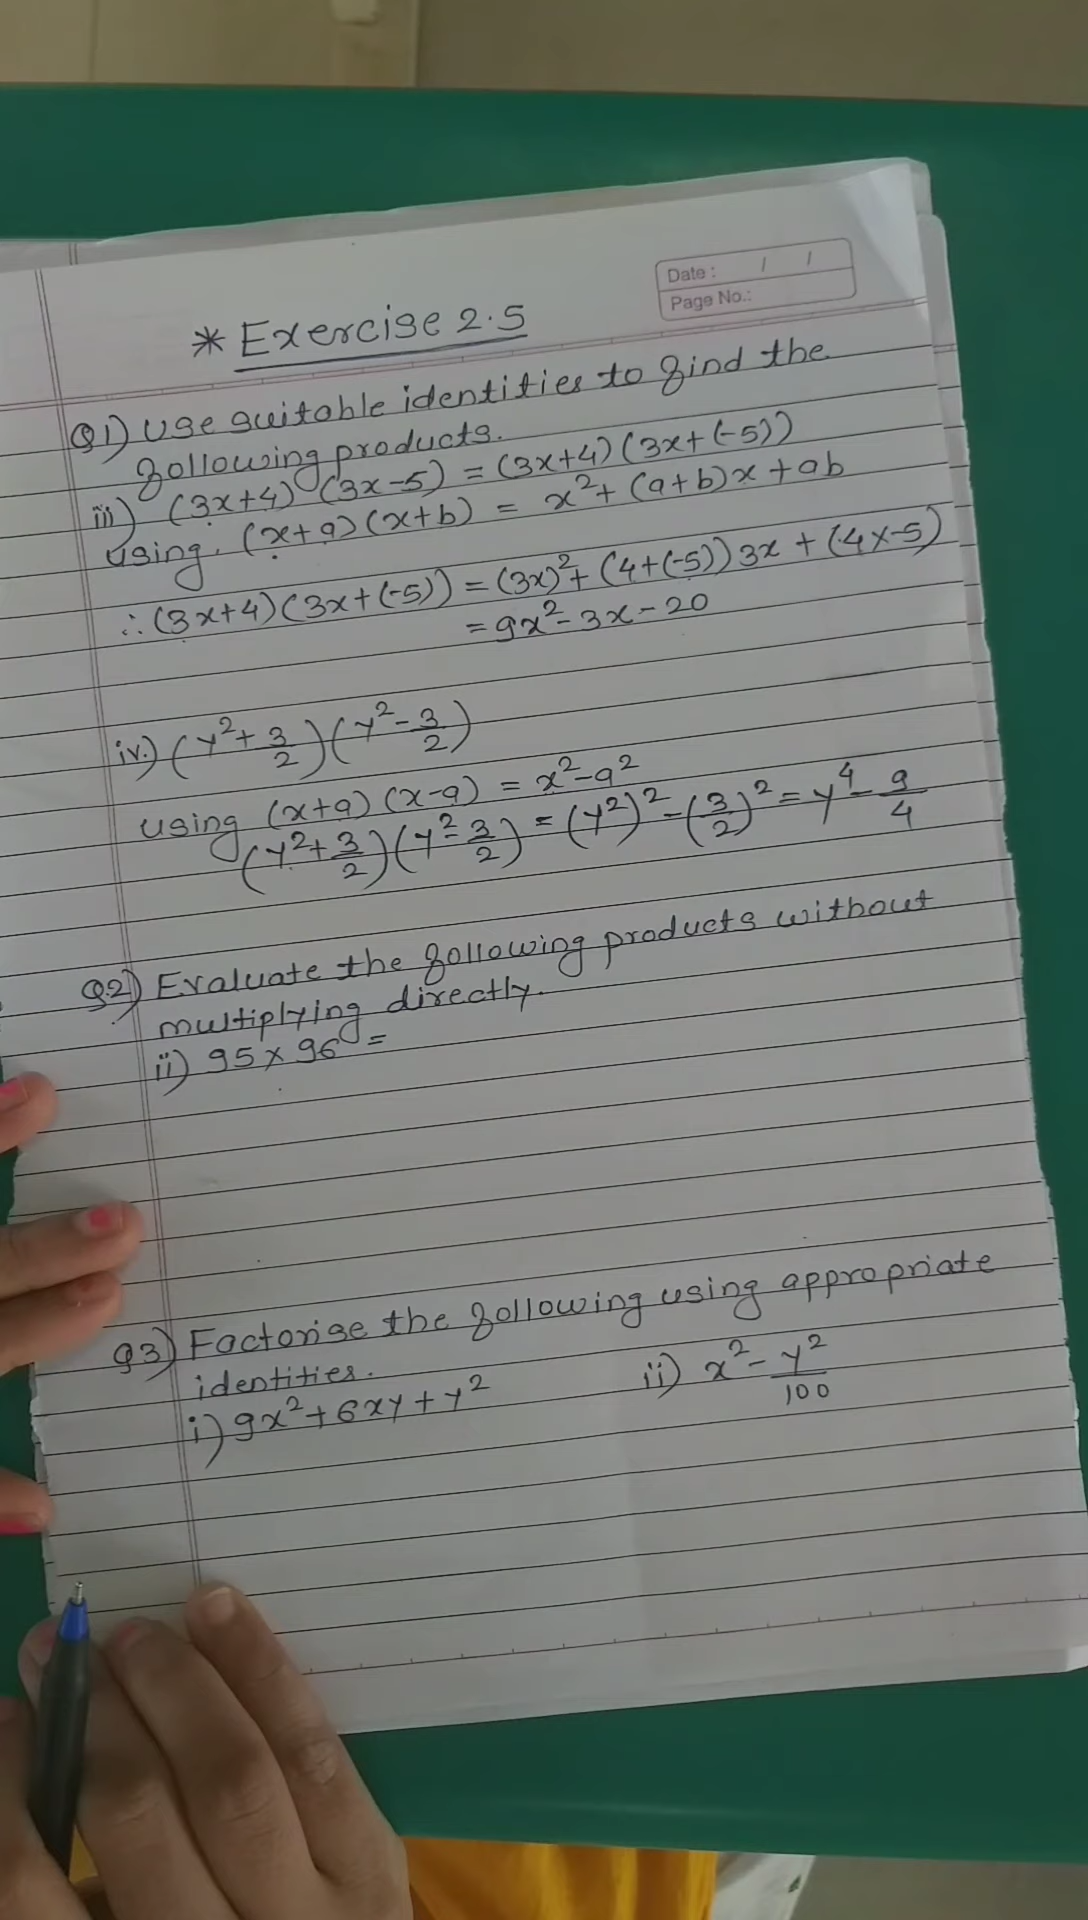 Date : / /
Page No.:
* Exercise 2.5
Q1) Use suitable identities to find the
following products.
iii) (3x+4) (3x-5) = (3x+4) (3x+(-5))
using, (x+a) (x+b) = x²+ (a+b)x + ab
∴ (3x+4) (3x+(-5)) = (3x)²+ (4+(-5)) 3x + (4x-5)
= 9x²- 3x - 20
iv.) (y²+ 3/2) (y²- 3/2)
using (x+a) (x-a) = x²-a²
(y²+ 3/2) (y²- 3/2) = (y²)² - (3/2)² = y⁴- 9/4
Q.2) Evaluate the following products without
multiplying directly.
ii) 95 x 96 =
Q3) Factorise the following using appropriate
identities.
i) 9x²+6xy+y² ii) x²- y²/100